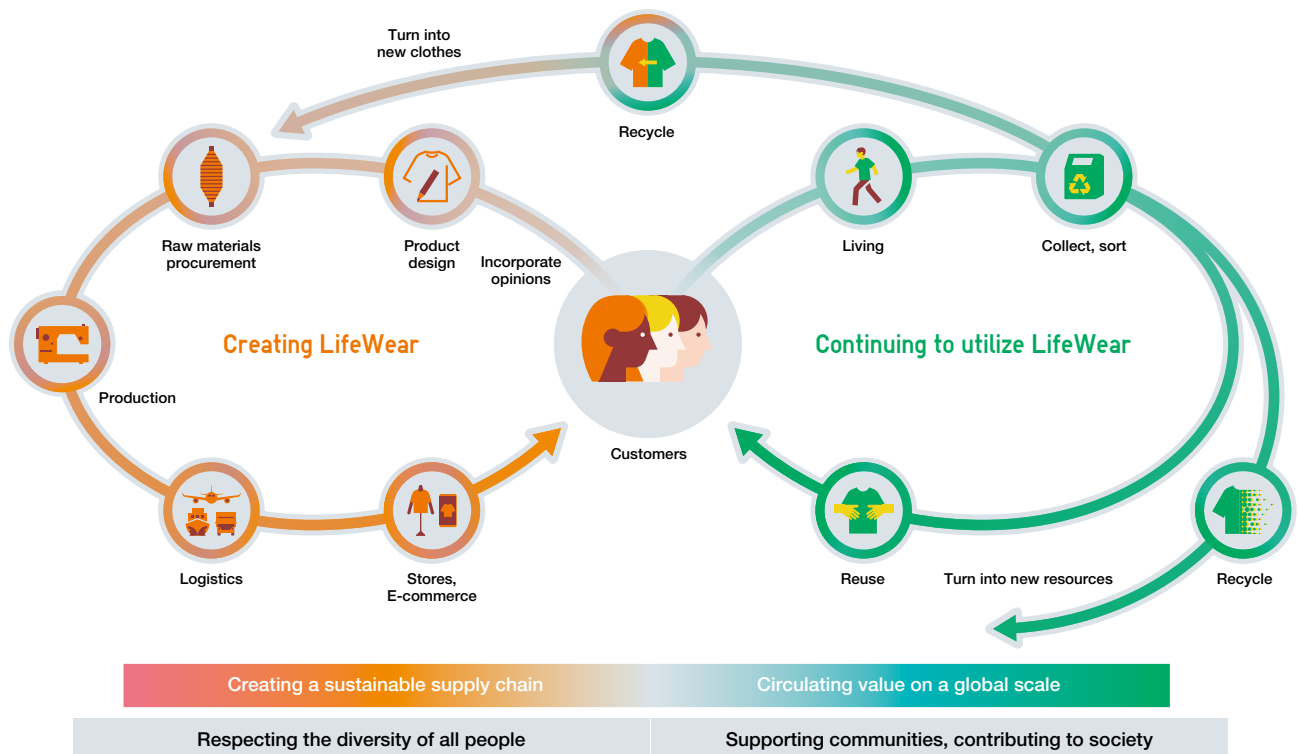 Turn into
new clothes
Recycle
Raw materials
procurement
Product
design
Incorporate
opinions
Living
Collect, sort
Creating LifeWear
Continuing to utilize LifeWear
Production
Customers
Logistics
Stores,
E-commerce
Reuse
Turn into new resources
Recycle
Creating a sustainable supply chain
Circulating value on a global scale
Respecting the diversity of all people
Supporting communities, contributing to society